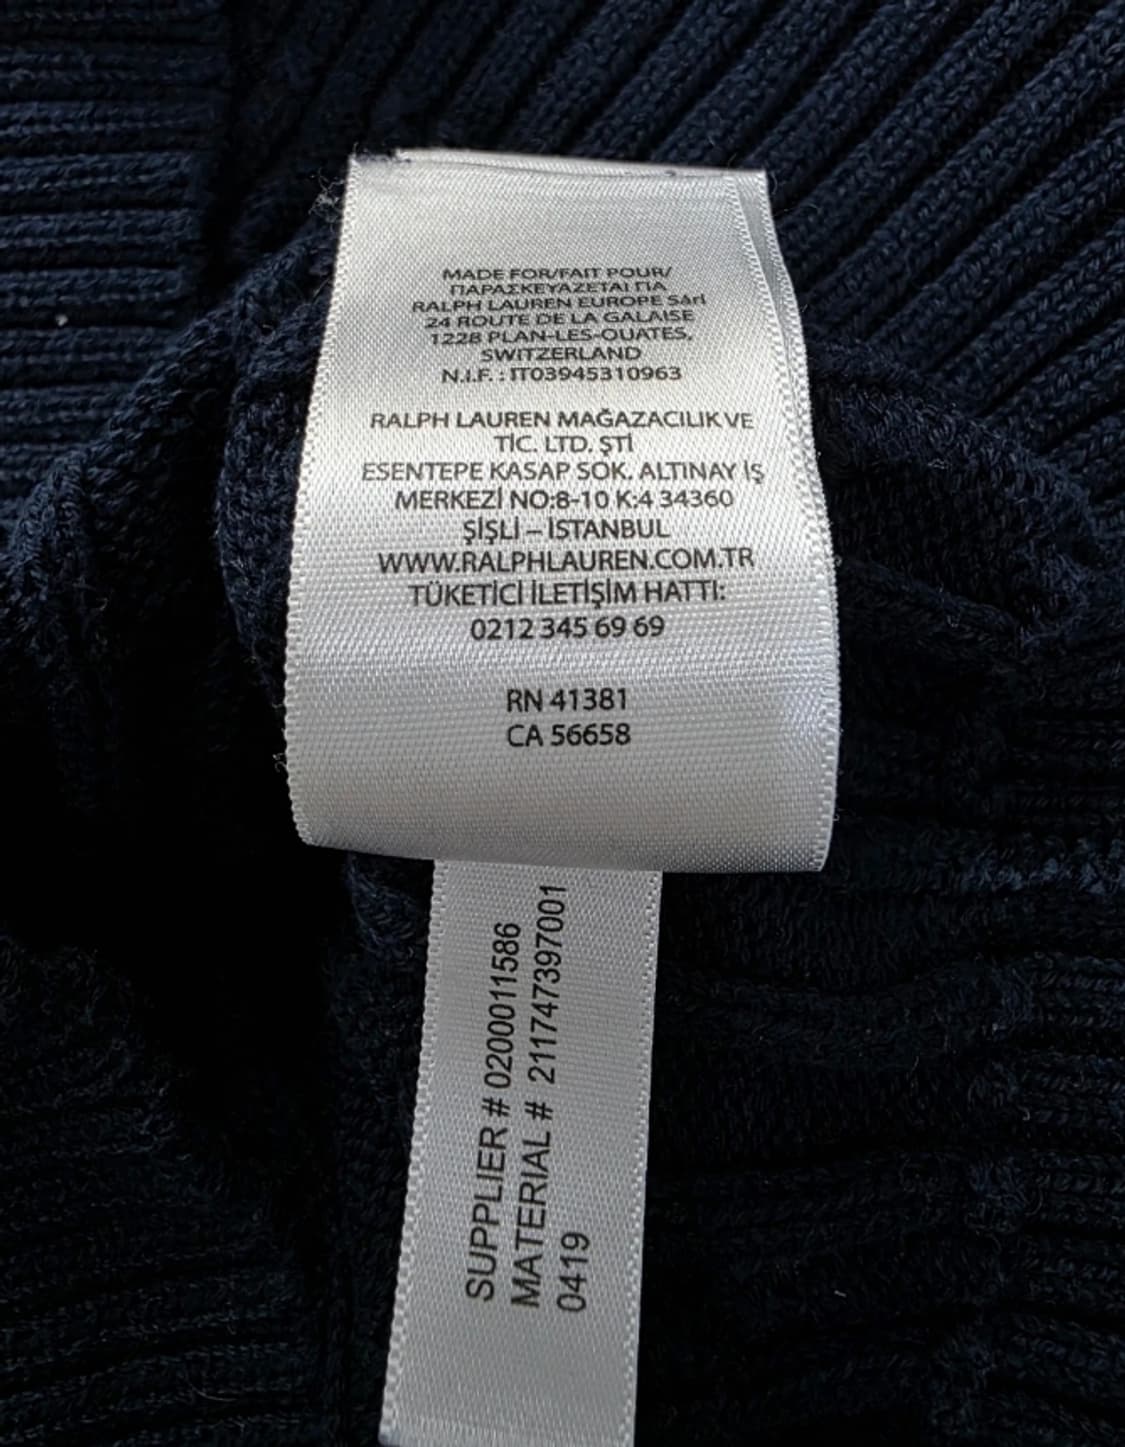 MADE FOR/FAIT POUR/
ΠΑΡΑΣΚΕΥΑΖΕΤΑΙ ΓΙΑ
RALPH LAUREN EUROPE Sárl
24 ROUTE DE LA GALAISE
1228 PLAN-LES-OUATES,
SWITZERLAND
N.I.F. : IT03945310963
RALPH LAUREN MAĞAZACILIK VE
TİC. LTD. ŞTİ
ESENTEPE KASAP SOK. ALTINAY İŞ
MERKEZİ NO:8-10 K:4 34360
ŞİŞLİ – İSTANBUL
WWW.RALPHLAUREN.COM.TR
TÜKETİCİ İLETİŞİM HATTI:
0212 345 69 69
RN 41381
CA 56658
SUPPLIER # 0200011586
MATERIAL # 211747397001
0419